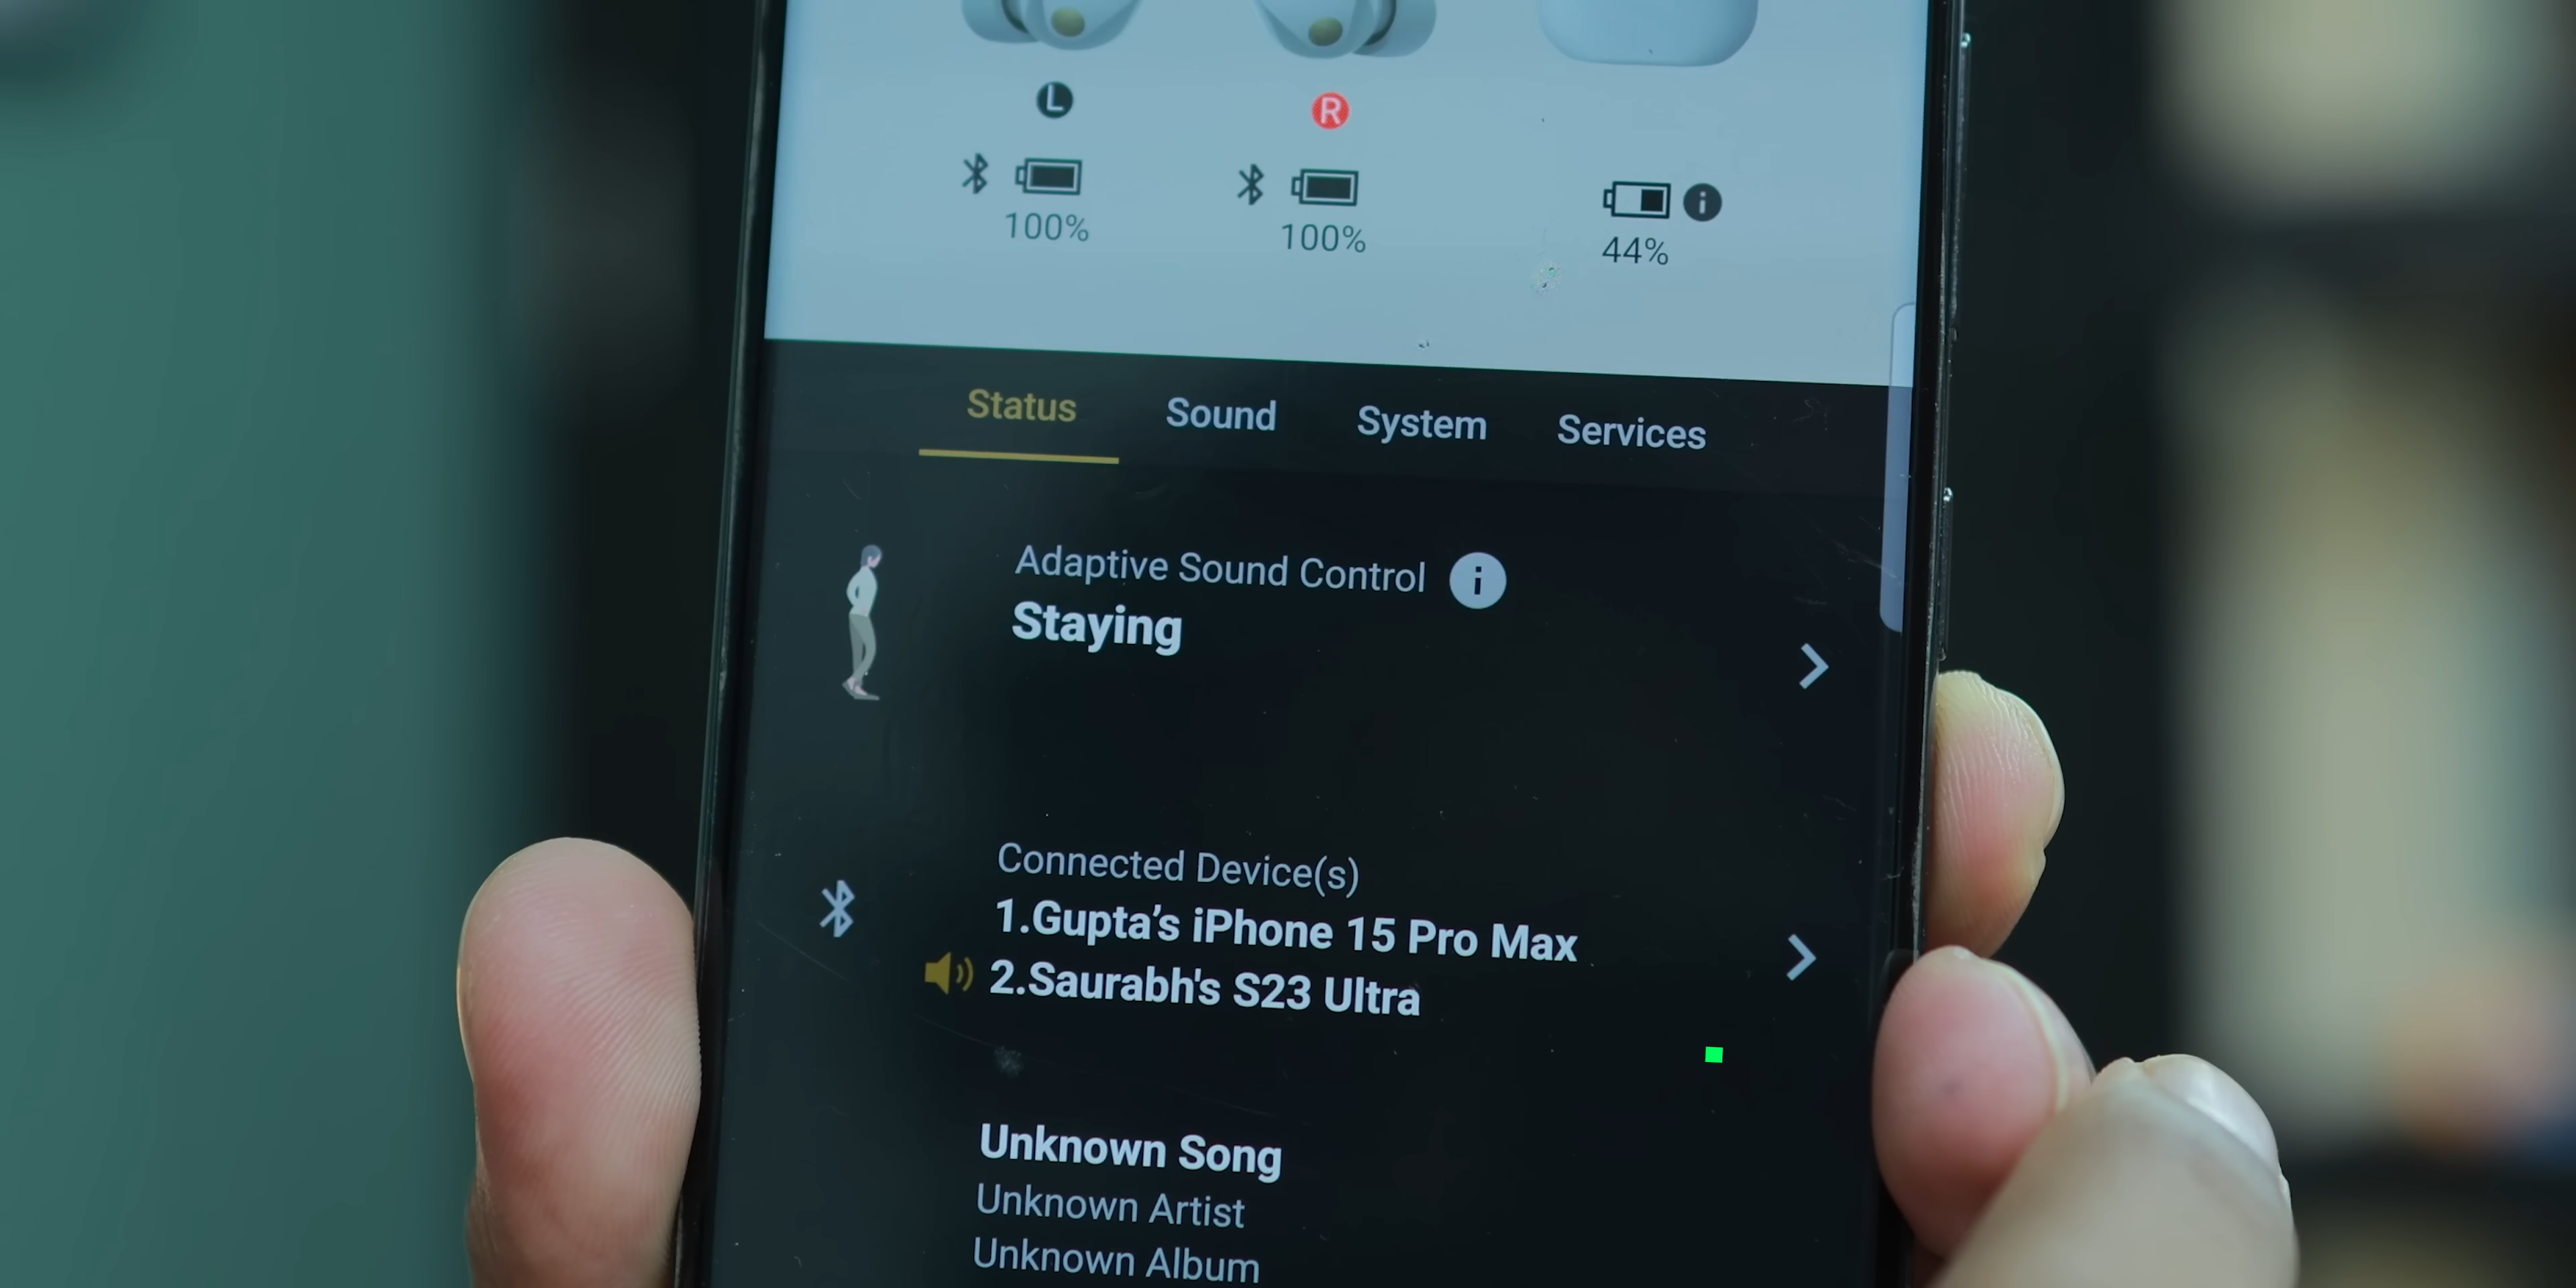 L R
100% 100% 44%
Status Sound System Services
Adaptive Sound Control
Staying
Connected Device(s)
1.Gupta’s iPhone 15 Pro Max
2.Saurabh's S23 Ultra
Unknown Song
Unknown Artist
Unknown Album